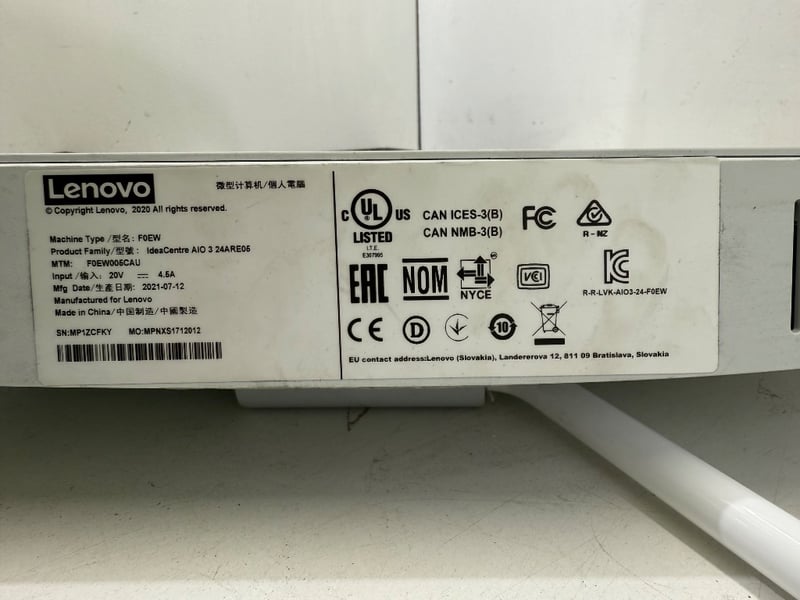 Lenovo
微型计算机/個人電腦
© Copyright Lenovo, 2020 All rights reserved.
Machine Type /型号: F0EW
Product Family/型號: IdeaCentre AIO 3 24ARE05
MTM: F0EW005CAU
Input /输入: 20V ⎓ 4.5A
Mfg Date/生產日期: 2021-07-12
Manufactured for Lenovo
Made in China/中国制造/中國製造
SN:MP1ZCFKY MO:MPNXS1712012
C UL US
LISTED
I.T.E.
E307995
CAN ICES-3(B)
CAN NMB-3(B)
FC
R-NZ
EAC
NOM
NYCE
VCCI
KC
R-R-LVK-AIO3-24-F0EW
CE
D
10
EU contact address:Lenovo (Slovakia), Landererova 12, 811 09 Bratislava, Slovakia